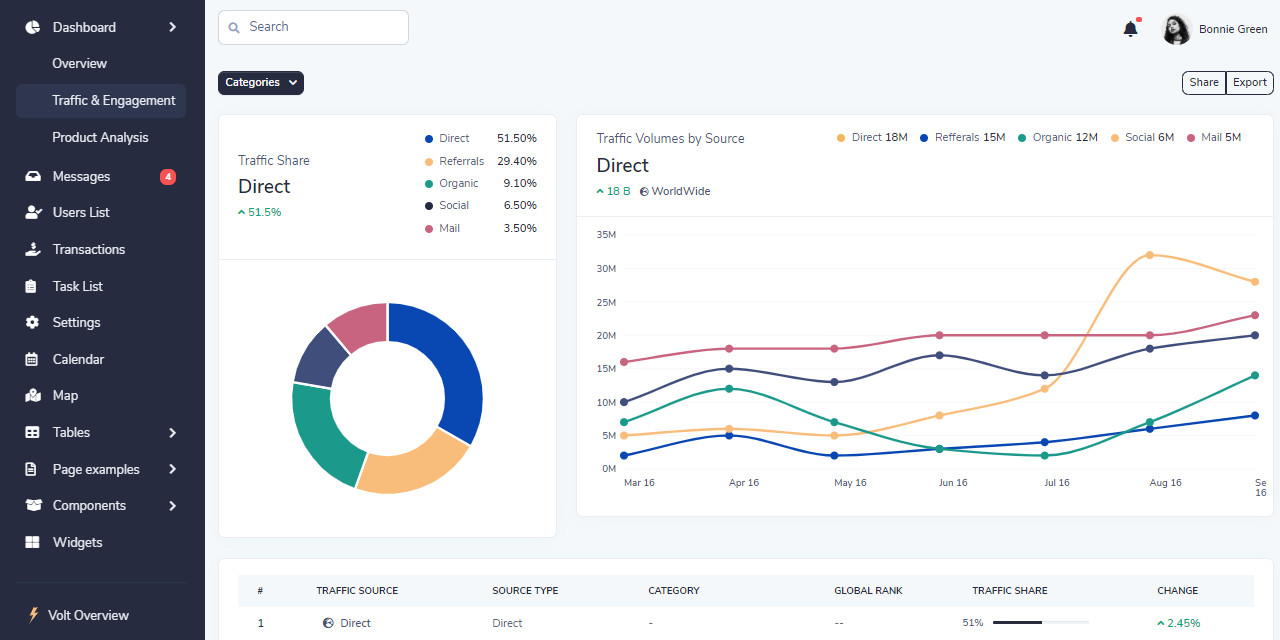 Dashboard
Overview
Traffic & Engagement
Product Analysis
Messages 4
Users List
Transactions
Task List
Settings
Calendar
Map
Tables
Page examples
Components
Widgets
Volt Overview
Search
Bonnie Green
Categories
Share Export
Traffic Share
Direct
51.5%
Direct 51.50%
Referrals 29.40%
Organic 9.10%
Social 6.50%
Mail 3.50%
Traffic Volumes by Source
Direct
18 B WorldWide
Direct 18M Refferals 15M Organic 12M Social 6M Mail 5M
35M
30M
25M
20M
15M
10M
5M
0M
Mar 16 Apr 16 May 16 Jun 16 Jul 16 Aug 16 Se
16
# TRAFFIC SOURCE SOURCE TYPE CATEGORY GLOBAL RANK TRAFFIC SHARE CHANGE
1 Direct Direct - -- 51% 2.45%